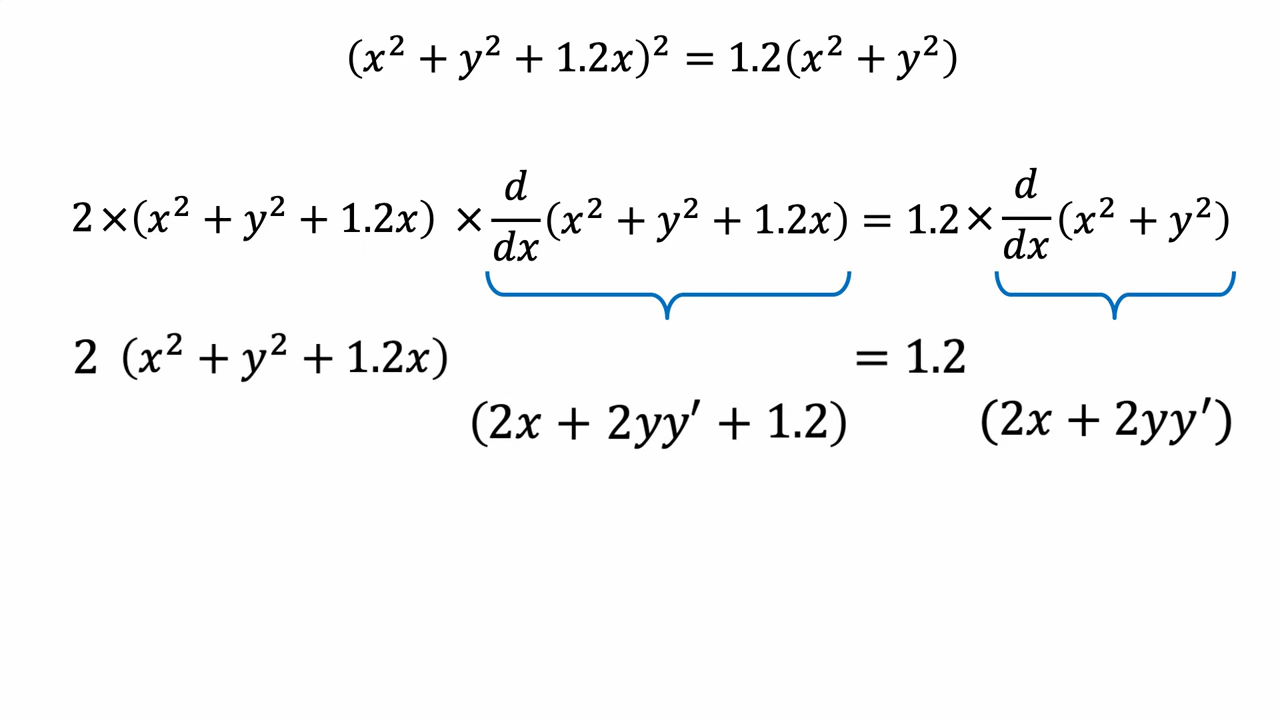 (x² + y² + 1.2x)² = 1.2(x² + y²)
2×(x² + y² + 1.2x) × d/dx (x² + y² + 1.2x) = 1.2× d/dx (x² + y²)
2 (x² + y² + 1.2x) = 1.2
(2x + 2yy′ + 1.2) (2x + 2yy′)